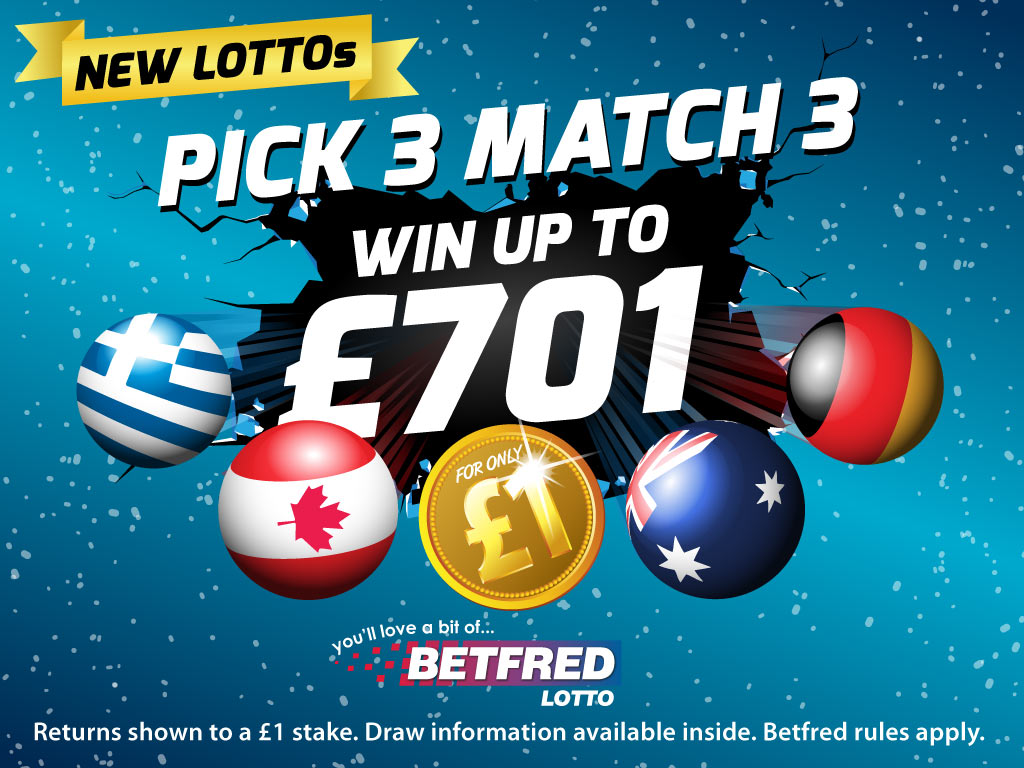 NEW LOTTOs
PICK 3 MATCH 3
WIN UP TO
£701
FOR ONLY
£1
you'll love a bit of...
BETFRED
LOTTO
Returns shown to a £1 stake. Draw information available inside. Betfred rules apply.